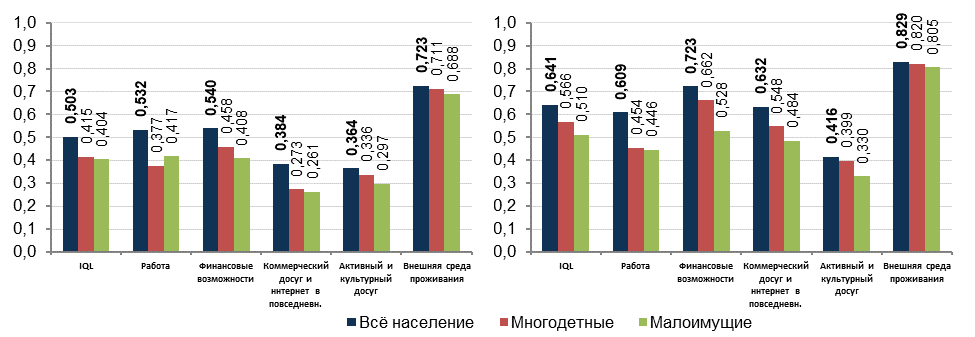 1,0
0,9
0,8
0,7
0,6
0,5
0,4
0,3
0,2
0,1
0,0
0,503
0,415
0,404
0,532
0,377
0,417
0,540
0,458
0,408
0,384
0,273
0,261
0,364
0,336
0,297
0,723
0,711
0,688
IQL
Работа
Финансовые
возможности
Коммерческий
досуг и
интернет в
повседневн.
Активный и
культурный
досуг
Внешняя среда
проживания
1,0
0,9
0,8
0,7
0,6
0,5
0,4
0,3
0,2
0,1
0,0
0,641
0,566
0,510
0,609
0,454
0,446
0,723
0,662
0,528
0,632
0,548
0,484
0,416
0,399
0,330
0,829
0,820
0,805
IQL
Работа
Финансовые
возможности
Коммерческий
досуг и
интернет в
повседневн.
Активный и
культурный
досуг
Внешняя среда
проживания
Всё население Многодетные Малоимущие